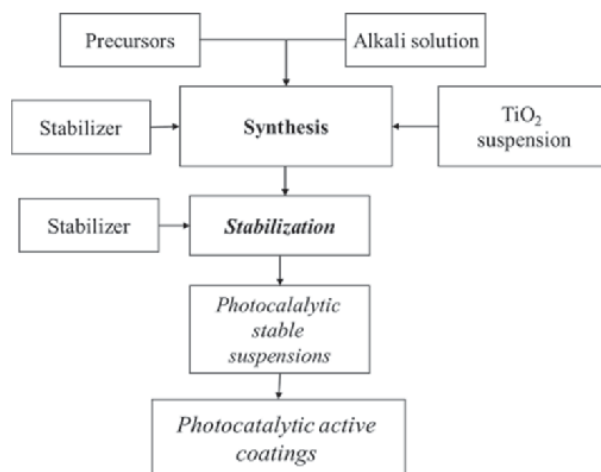 Precursors
Alkali solution
Stabilizer
Synthesis
TiO₂
suspension
Stabilizer
Stabilization
Photocalalytic
stable
suspensions
Photocatalytic active
coatings